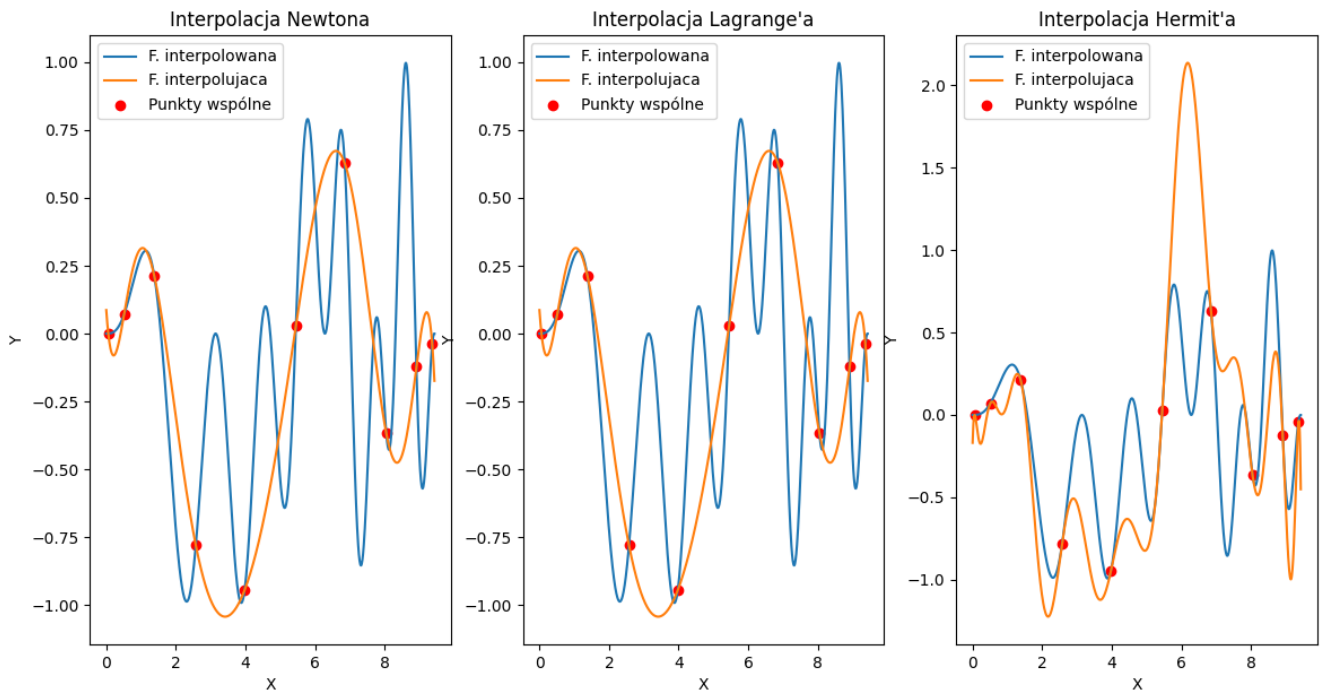 Interpolacja Newtona
F. interpolowana
F. interpolujaca
Punkty wspólne
1.00
0.75
0.50
0.25
0.00
−0.25
−0.50
−0.75
−1.00
Y
0 2 4 6 8
X
Interpolacja Lagrange'a
F. interpolowana
F. interpolujaca
Punkty wspólne
1.00
0.75
0.50
0.25
0.00
−0.25
−0.50
−0.75
−1.00
Y
0 2 4 6 8
X
Interpolacja Hermit'a
F. interpolowana
F. interpolujaca
Punkty wspólne
2.0
1.5
1.0
0.5
0.0
−0.5
−1.0
Y
0 2 4 6 8
X